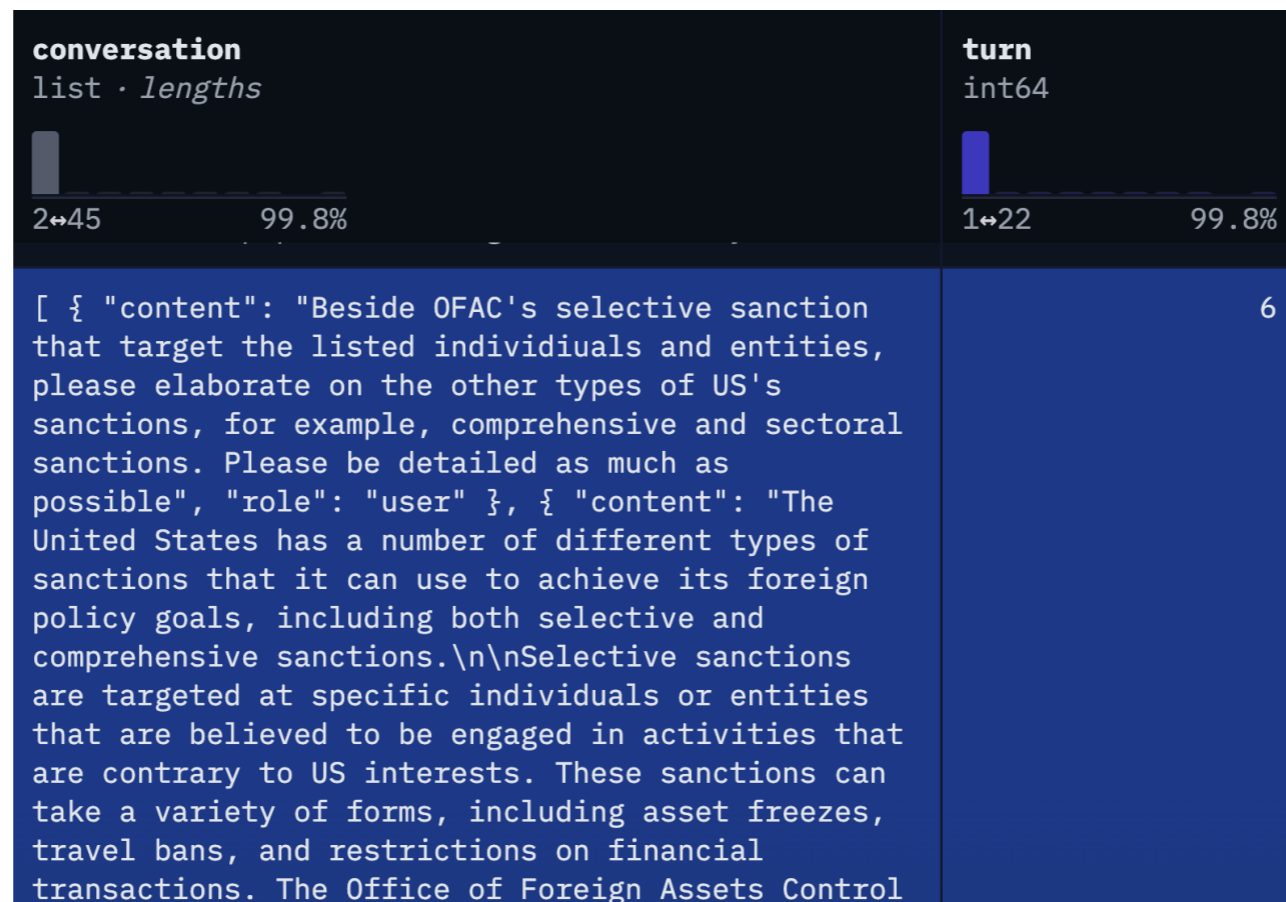 conversation
list · lengths
2↔45 99.8%
turn
int64
1↔22 99.8%
[ { "content": "Beside OFAC's selective sanction
that target the listed individiuals and entities,
please elaborate on the other types of US's
sanctions, for example, comprehensive and sectoral
sanctions. Please be detailed as much as
possible", "role": "user" }, { "content": "The
United States has a number of different types of
sanctions that it can use to achieve its foreign
policy goals, including both selective and
comprehensive sanctions.\n\nSelective sanctions
are targeted at specific individuals or entities
that are believed to be engaged in activities that
are contrary to US interests. These sanctions can
take a variety of forms, including asset freezes,
travel bans, and restrictions on financial
transactions. The Office of Foreign Assets Control
6